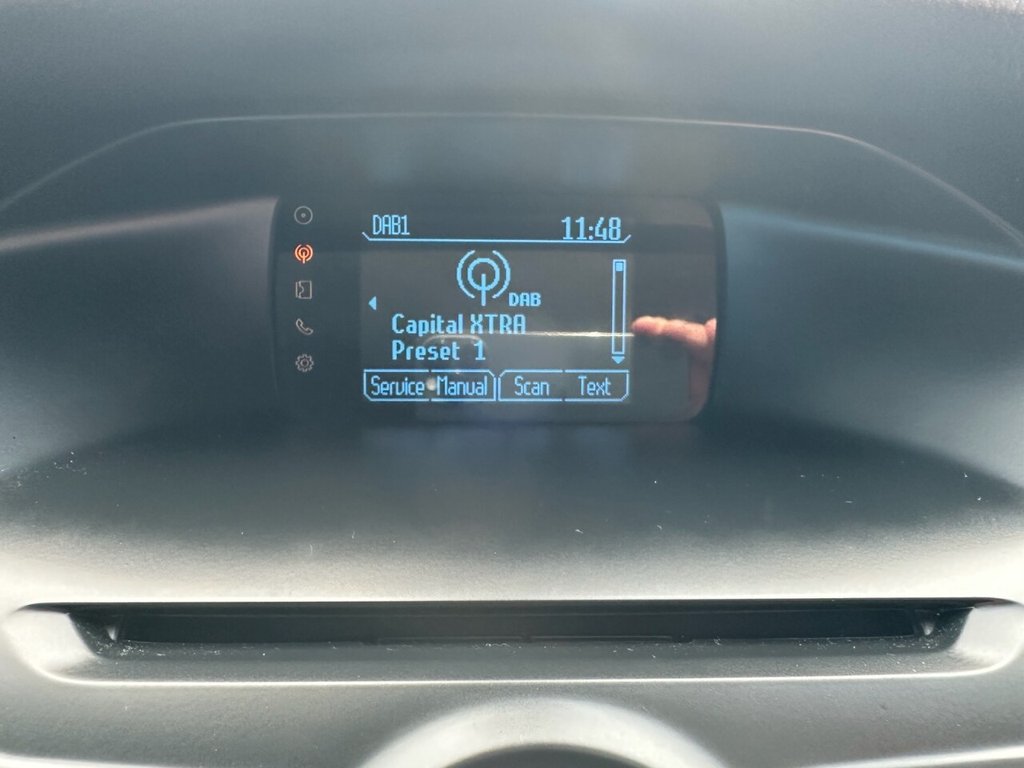 DAB1 11:48
DAB
Capital XTRA
Preset 1
Service Manual Scan Text